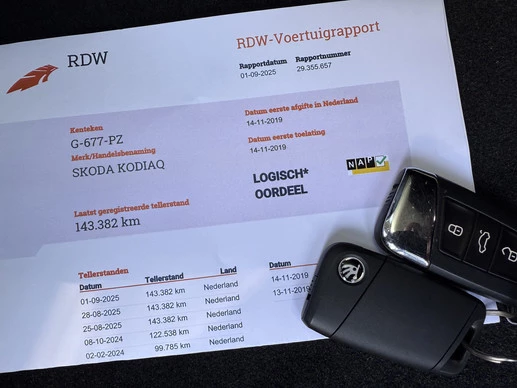 RDW
RDW-Voertuigrapport
Rapportdatum Rapportnummer
01-09-2025 29.355.657
Kenteken
G-677-PZ
Merk/Handelsbenaming
SKODA KODIAQ
Datum eerste afgifte in Nederland
14-11-2019
Datum eerste toelating
14-11-2019
LOGISCH*
OORDEEL
NAP
Laatst geregistreerde tellerstand
143.382 km
Tellerstanden
Datum Tellerstand Land Datum
01-09-2025 143.382 km Nederland 14-11-2019
28-08-2025 143.382 km Nederland 13-11-2019
25-08-2025 143.382 km Nederland
08-10-2024 122.538 km Nederland
02-02-2024 99.785 km Nederland